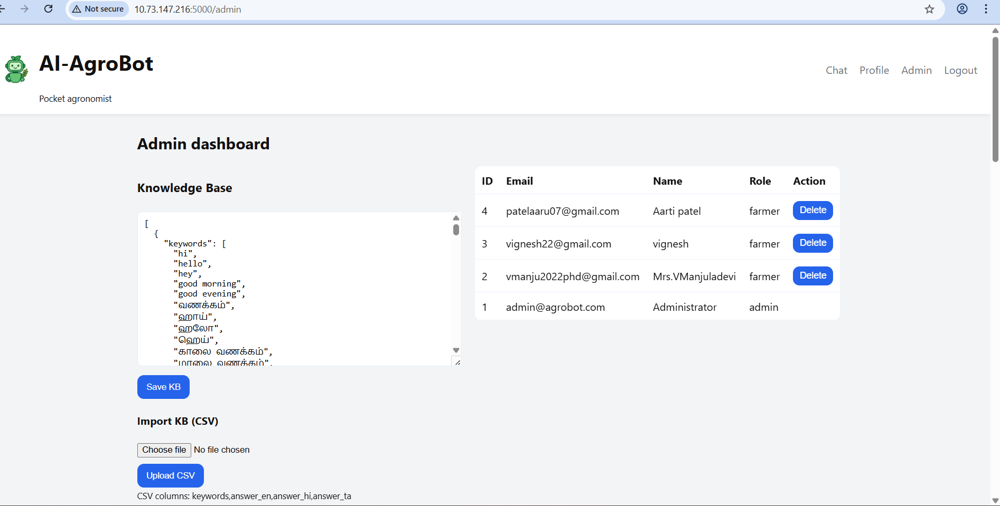 Not secure 10.73.147.216:5000/admin
AI-AgroBot
Pocket agronomist
Chat Profile Admin Logout
Admin dashboard
Knowledge Base
[
{
"keywords": [
"hi",
"hello",
"hey",
"good morning",
"good evening",
"வணக்கம்",
"ஹாய்",
"ஹலோ",
"ஹெய்",
"காலை வணக்கம்",
"மாலை வணக்கம்",
Save KB
Import KB (CSV)
Choose file No file chosen
Upload CSV
CSV columns: keywords,answer_en,answer_hi,answer_ta
ID Email Name Role Action
4 patelaaru07@gmail.com Aarti patel farmer Delete
3 vignesh22@gmail.com vignesh farmer Delete
2 vmanju2022phd@gmail.com Mrs.VManjuladevi farmer Delete
1 admin@agrobot.com Administrator admin